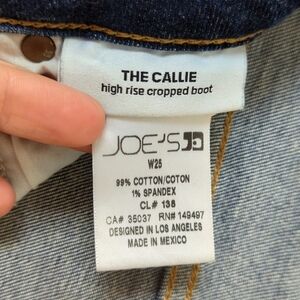 THE CALLIE
high rise cropped boot
JOE'S JD
W25
99% COTTON/COTON
1% SPANDEX
CL# 138
CA# 35037 RN# 149497
DESIGNED IN LOS ANGELES
MADE IN MEXICO